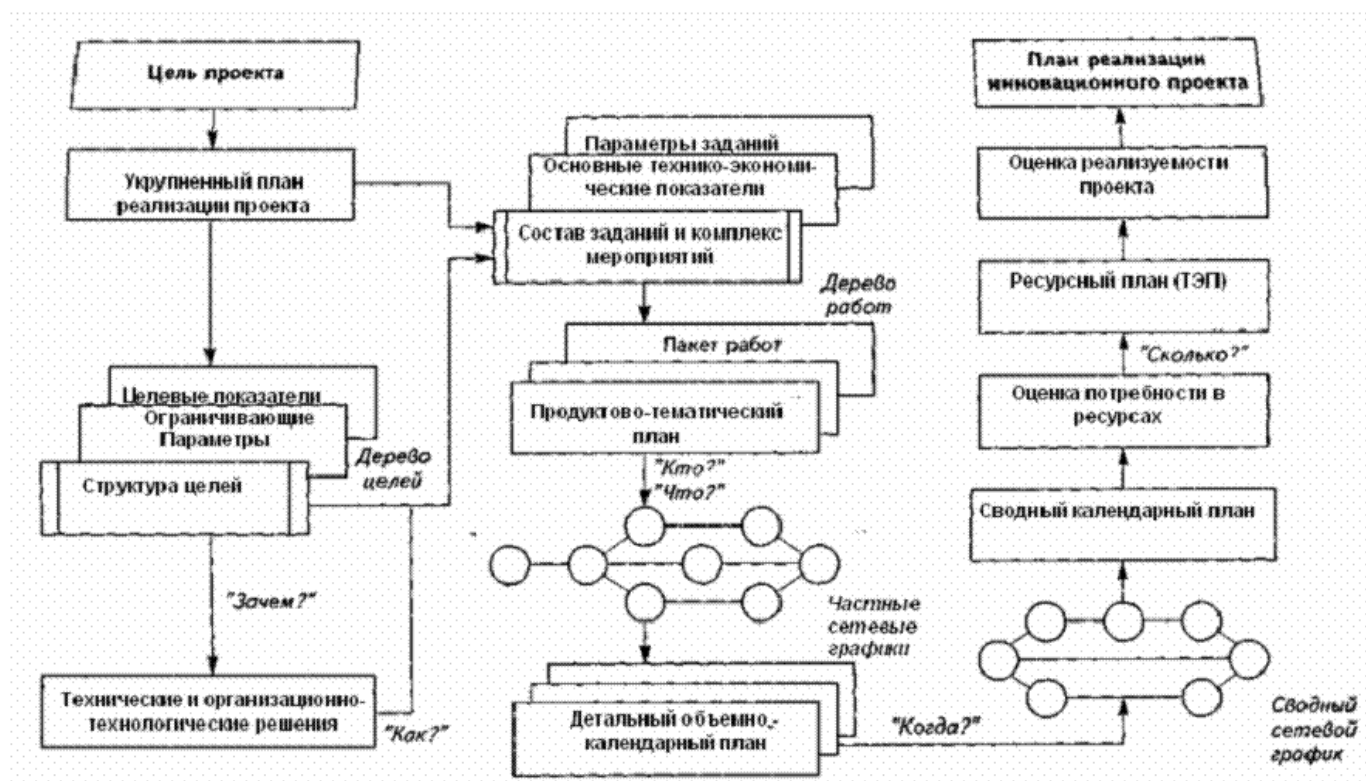 Цель проекта
Укрупненный план
реализации проекта
Целевые показатели
Ограничивающие
Параметры
Структура целей
Дерево
целей
"Зачем?"
Технические и организационно-
технологические решения
"Как?"
Параметры заданий
Основные технико-экономи-
ческие показатели
Состав заданий и комплекс
мероприятий
Дерево
работ
Пакет работ
Продуктово-тематический
план
"Кто?"
"Что?"
Частные
сетевые
графики
Детальный объемно-
календарный план
"Когда?"
План реализации
инновационного проекта
Оценка реализуемости
проекта
Ресурсный план (ТЭП)
"Сколько?"
Оценка потребности в
ресурсах
Сводный календарный план
Сводный
сетевой
график